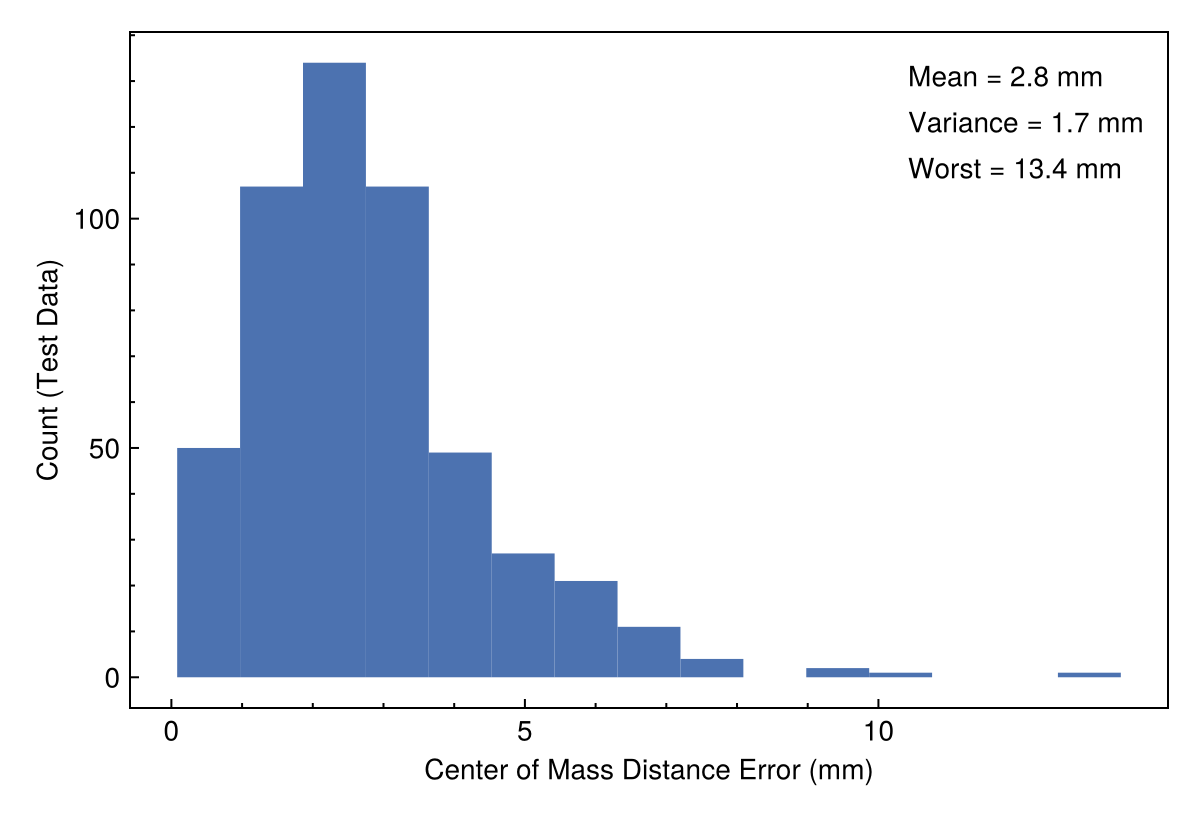 Mean = 2.8 mm
Variance = 1.7 mm
Worst = 13.4 mm
100
50
0
Count (Test Data)
0 5 10
Center of Mass Distance Error (mm)